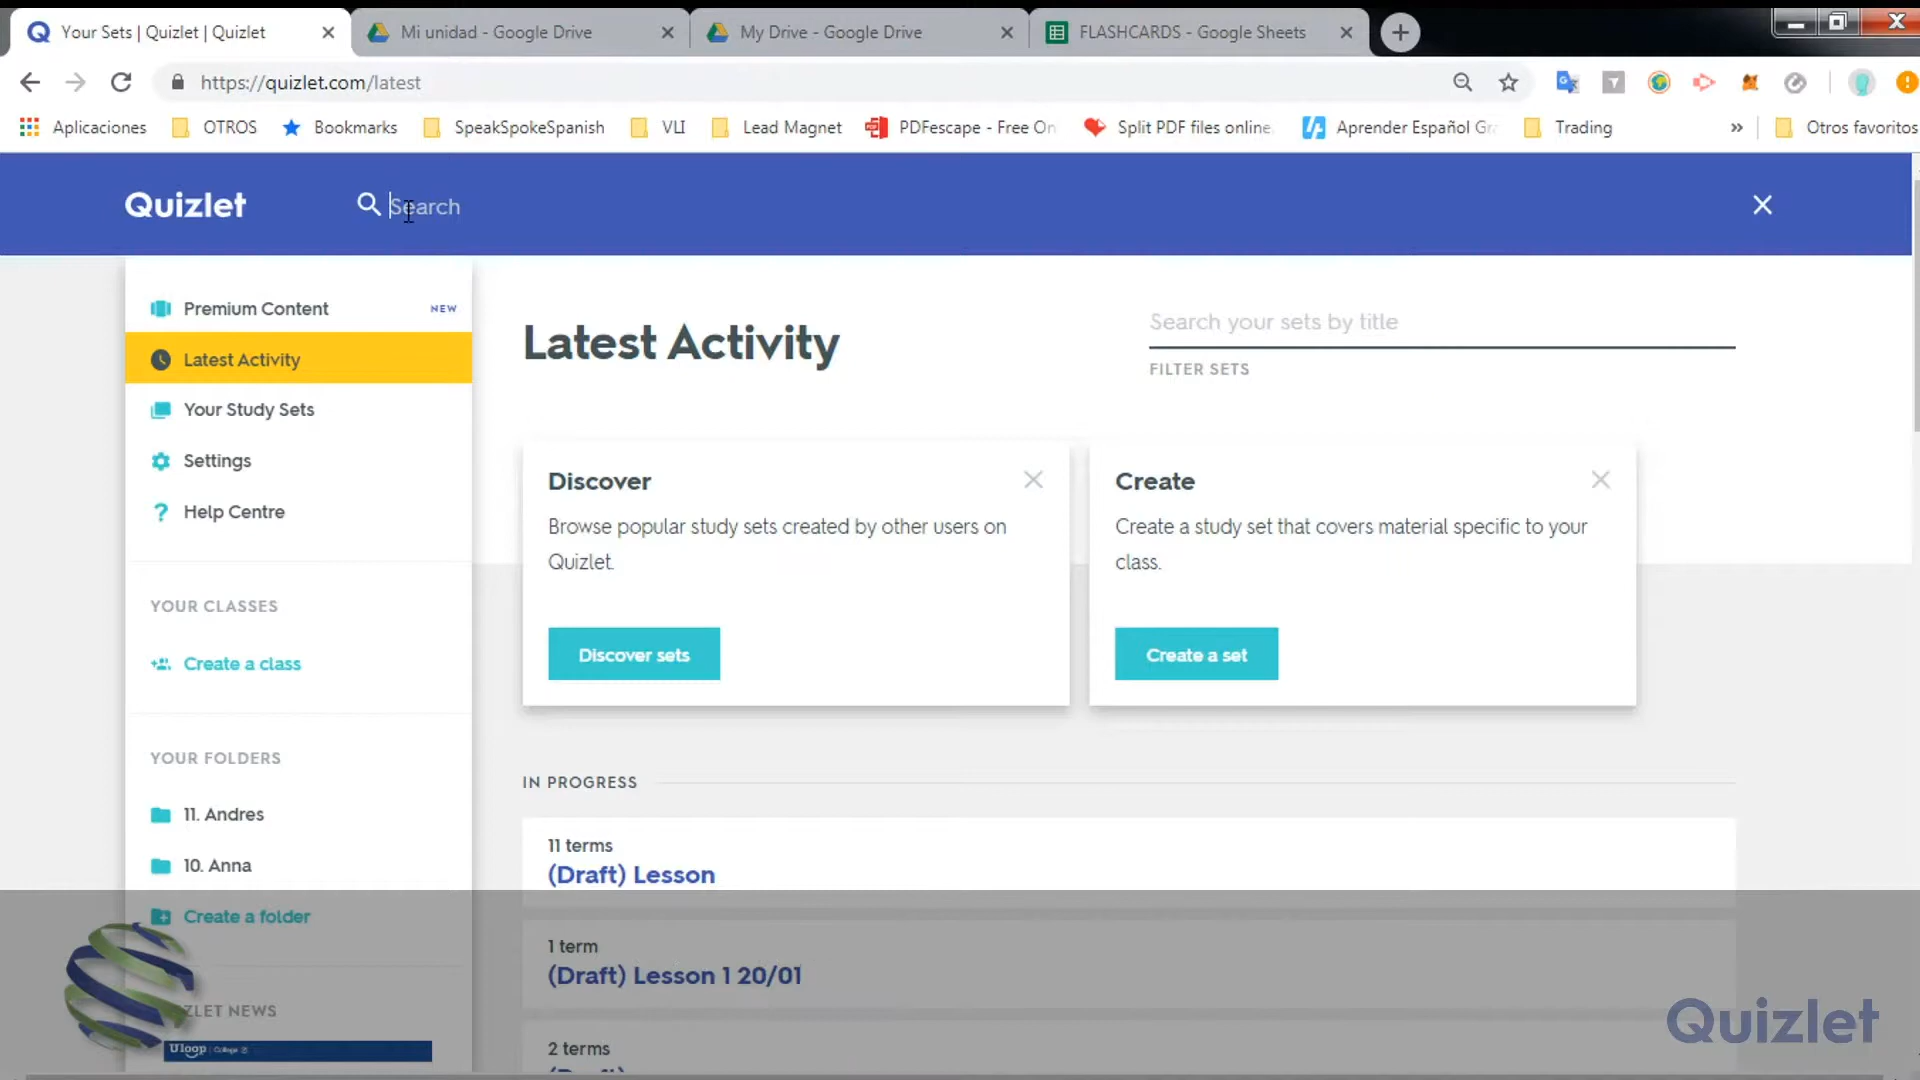 Your Sets | Quizlet | Quizlet
Mi unidad - Google Drive
My Drive - Google Drive
FLASHCARDS - Google Sheets
https://quizlet.com/latest
Aplicaciones
OTROS
Bookmarks
SpeakSpokeSpanish
VLI
Lead Magnet
PDFescape - Free On
Split PDF files online
Aprender Español Gr
Trading
»
Otros favoritos
Quizlet
Search
Premium Content
NEW
Latest Activity
Your Study Sets
Settings
Help Centre
YOUR CLASSES
Create a class
YOUR FOLDERS
11. Andres
10. Anna
Create a folder
ZLET NEWS
Uloop
Latest Activity
Search your sets by title
FILTER SETS
Discover
Browse popular study sets created by other users on
Quizlet.
Discover sets
Create
Create a study set that covers material specific to your
class.
Create a set
IN PROGRESS
11 terms
(Draft) Lesson
1 term
(Draft) Lesson 1 20/01
2 terms
Quizlet